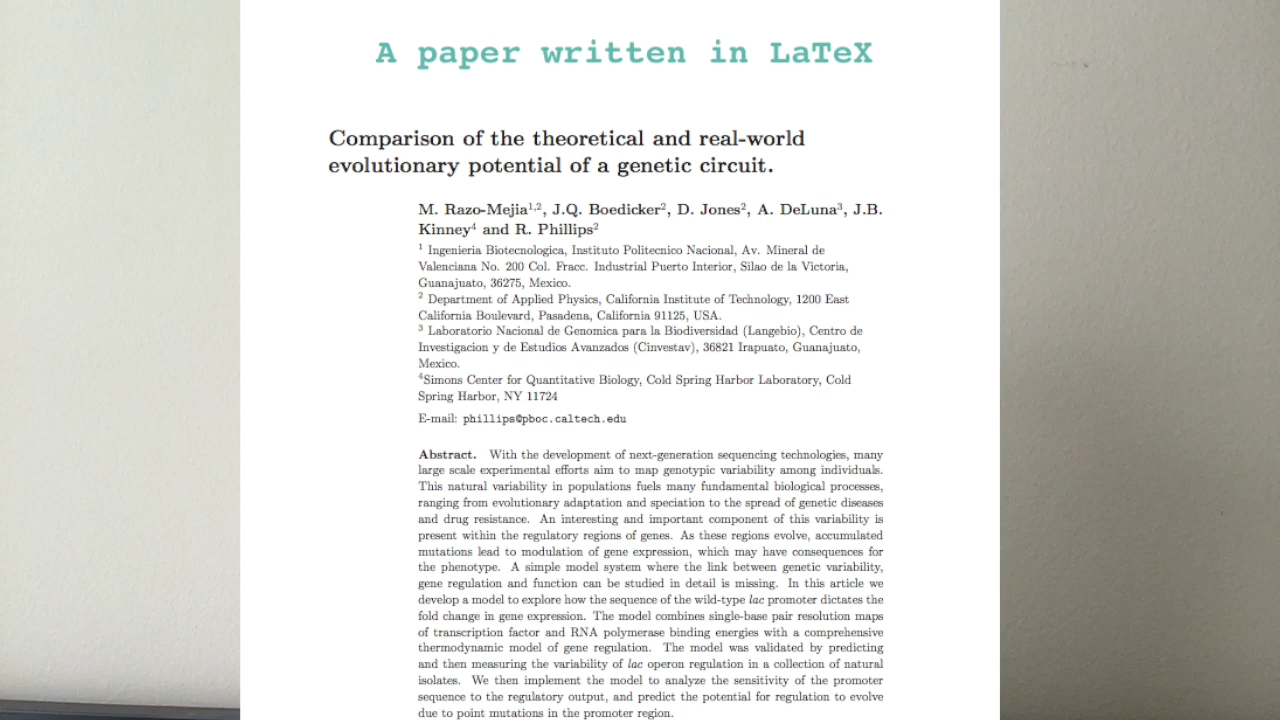 A paper written in LaTeX
Comparison of the theoretical and real-world
evolutionary potential of a genetic circuit.
M. Razo-Mejia1,2, J.Q. Boedicker2, D. Jones2, A. DeLuna3, J.B.
Kinney4 and R. Phillips2
1 Ingenieria Biotecnologica, Instituto Politecnico Nacional, Av. Mineral de
Valenciana No. 200 Col. Fracc. Industrial Puerto Interior, Silao de la Victoria,
Guanajuato, 36275, Mexico.
2 Department of Applied Physics, California Institute of Technology, 1200 East
California Boulevard, Pasadena, California 91125, USA.
3 Laboratorio Nacional de Genomica para la Biodiversidad (Langebio), Centro de
Investigacion y de Estudios Avanzados (Cinvestav), 36821 Irapuato, Guanajuato,
Mexico.
4Simons Center for Quantitative Biology, Cold Spring Harbor Laboratory, Cold
Spring Harbor, NY 11724
E-mail: phillips@pboc.caltech.edu
Abstract. With the development of next-generation sequencing technologies, many
large scale experimental efforts aim to map genotypic variability among individuals.
This natural variability in populations fuels many fundamental biological processes,
ranging from evolutionary adaptation and speciation to the spread of genetic diseases
and drug resistance. An interesting and important component of this variability is
present within the regulatory regions of genes. As these regions evolve, accumulated
mutations lead to modulation of gene expression, which may have consequences for
the phenotype. A simple model system where the link between genetic variability,
gene regulation and function can be studied in detail is missing. In this article we
develop a model to explore how the sequence of the wild-type lac promoter dictates the
fold change in gene expression. The model combines single-base pair resolution maps
of transcription factor and RNA polymerase binding energies with a comprehensive
thermodynamic model of gene regulation. The model was validated by predicting
and then measuring the variability of lac operon regulation in a collection of natural
isolates. We then implement the model to analyze the sensitivity of the promoter
sequence to the regulatory output, and predict the potential for regulation to evolve
due to point mutations in the promoter region.